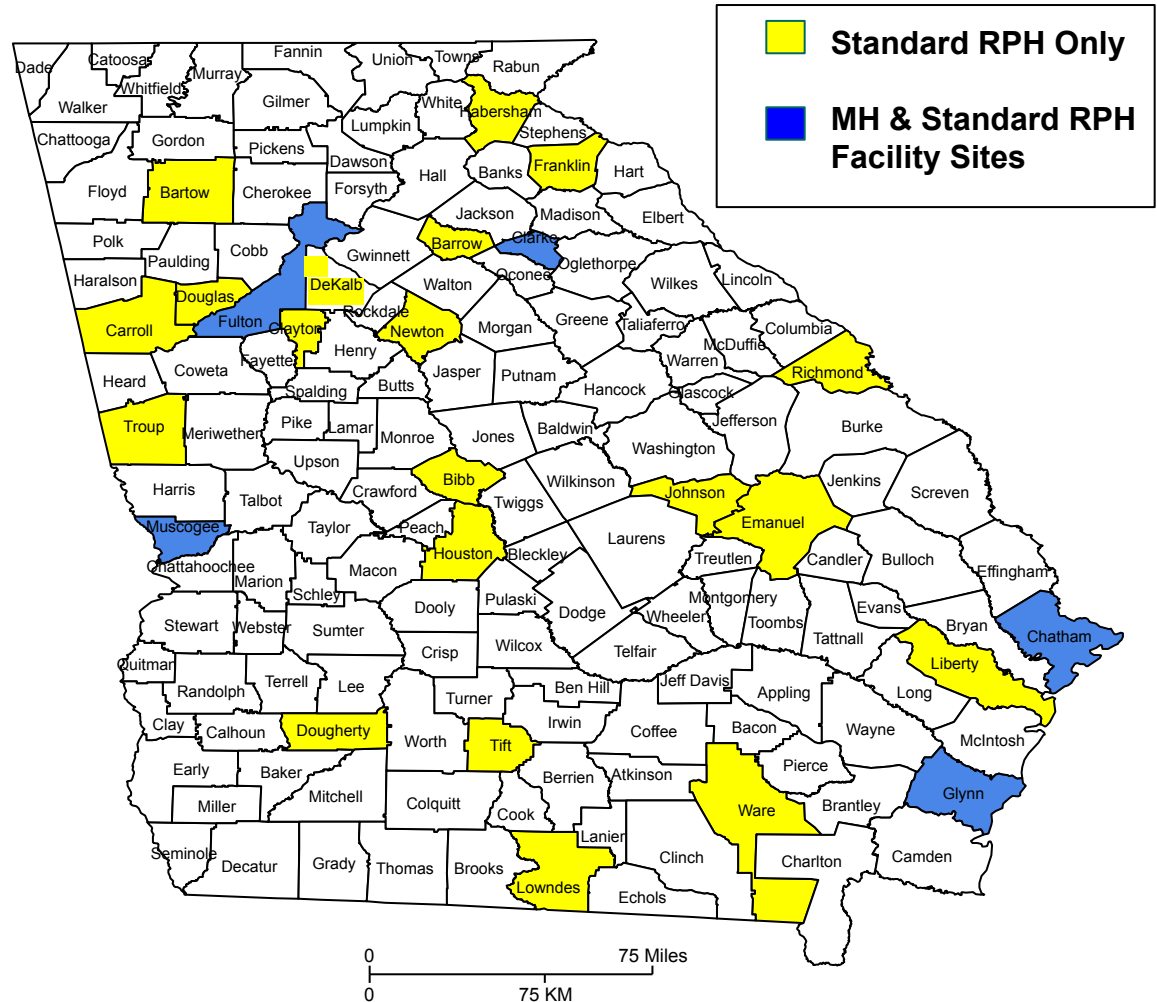 Standard RPH Only
MH & Standard RPH
Facility Sites
Dade
Catoosa
Fannin
Union
Towns
Rabun
Whitfield
Murray
Walker
Gilmer
White
Habersham
Lumpkin
Stephens
Chattooga
Gordon
Pickens
Dawson
Hall
Banks
Franklin
Hart
Floyd
Bartow
Cherokee
Forsyth
Jackson
Madison
Elbert
Polk
Paulding
Cobb
Gwinnett
Barrow
Clarke
Oconee
Oglethorpe
Wilkes
Lincoln
Haralson
Douglas
DeKalb
Walton
Carroll
Fulton
Clayton
Rockdale
Newton
Morgan
Greene
Taliaferro
McDuffie
Columbia
Warren
Richmond
Heard
Coweta
Fayette
Henry
Spalding
Butts
Jasper
Putnam
Hancock
Glascock
Jefferson
Burke
Troup
Meriwether
Pike
Lamar
Monroe
Jones
Baldwin
Washington
Upson
Harris
Talbot
Crawford
Bibb
Twiggs
Wilkinson
Johnson
Emanuel
Jenkins
Screven
Muscogee
Taylor
Peach
Houston
Bleckley
Laurens
Treutlen
Candler
Bulloch
Effingham
Chattahoochee
Marion
Schley
Macon
Dooly
Pulaski
Dodge
Wheeler
Montgomery
Toombs
Tattnall
Evans
Bryan
Chatham
Stewart
Webster
Sumter
Crisp
Wilcox
Telfair
Liberty
Quitman
Randolph
Terrell
Lee
Turner
Ben Hill
Jeff Davis
Appling
Long
Clay
Calhoun
Dougherty
Worth
Tift
Irwin
Coffee
Bacon
Wayne
McIntosh
Early
Baker
Mitchell
Colquitt
Berrien
Atkinson
Pierce
Glynn
Miller
Cook
Ware
Brantley
Seminole
Decatur
Grady
Thomas
Brooks
Lanier
Lowndes
Clinch
Echols
Charlton
Camden
0
75 Miles
0
75 KM